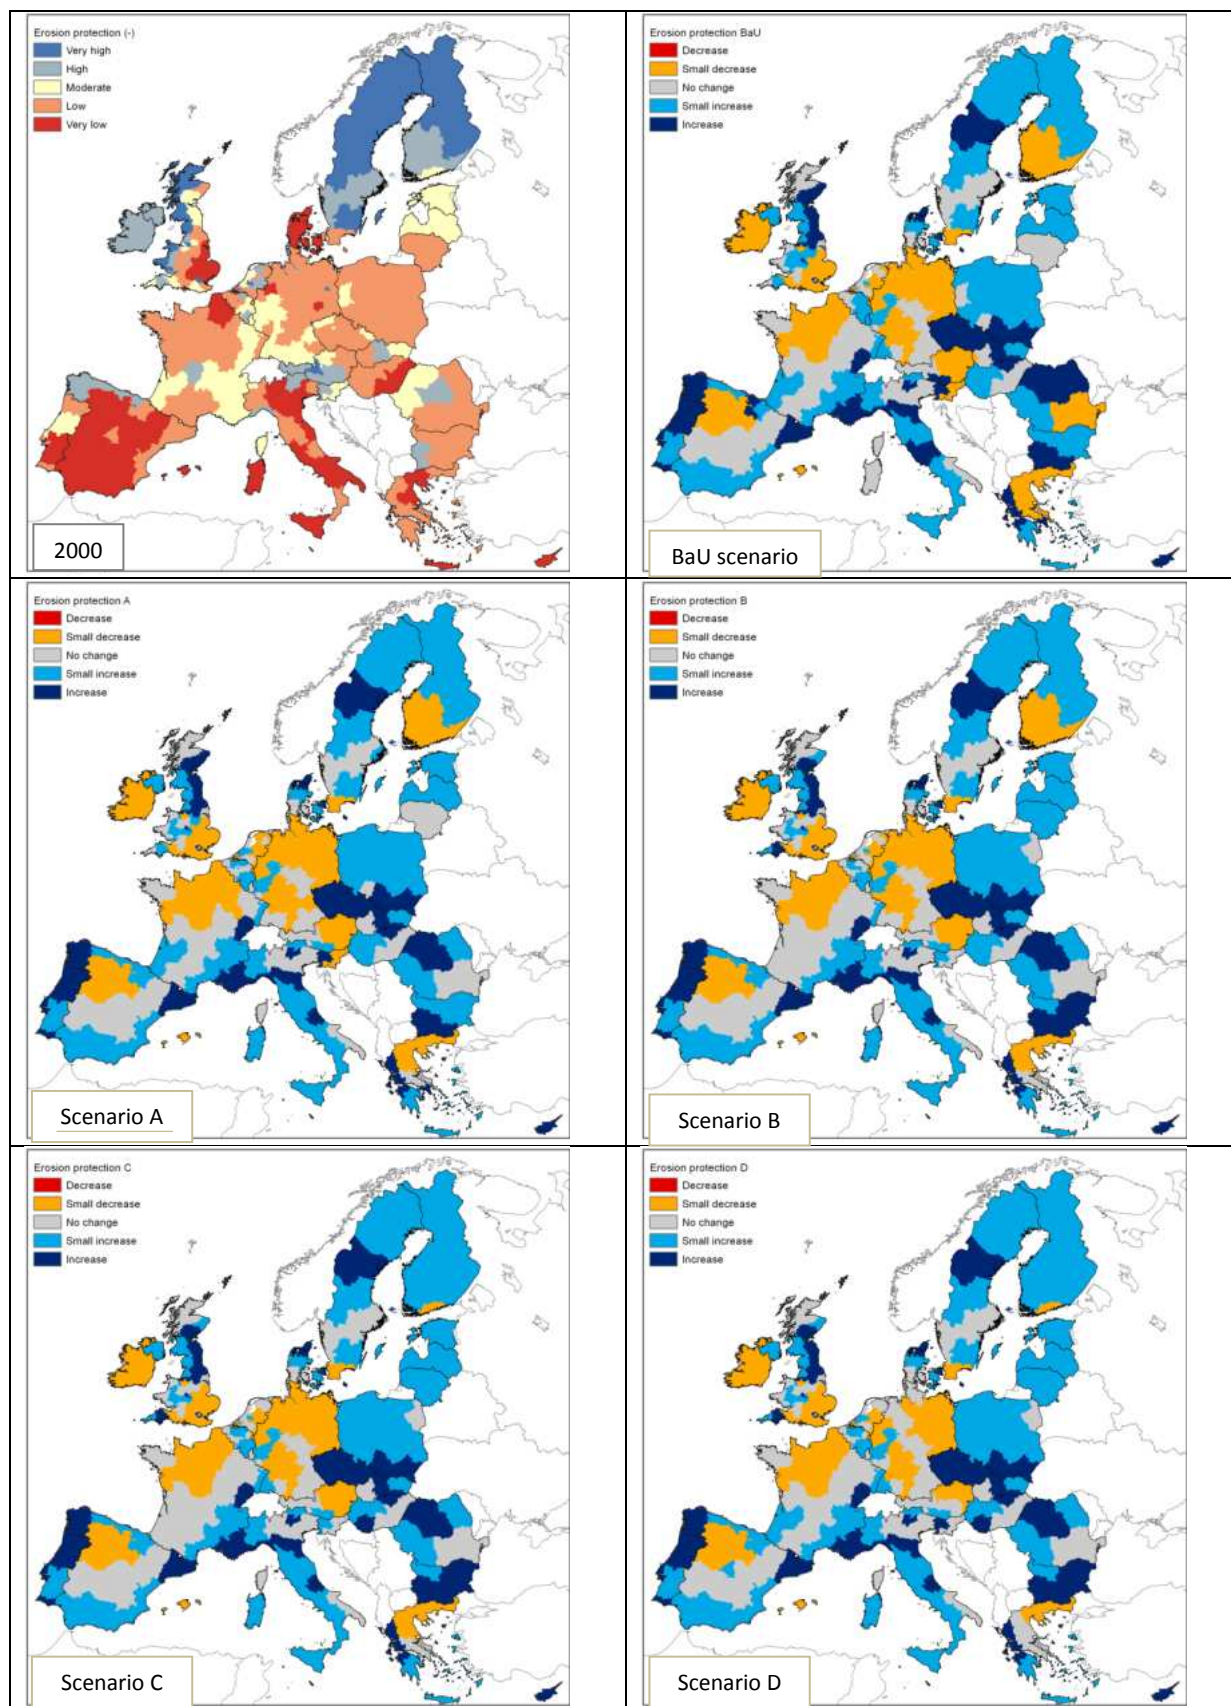 Erosion protection (-)
Very high
High
Moderate
Low
Very low
2000
Erosion protection BaU
Decrease
Small decrease
No change
Small increase
Increase
BaU scenario
Erosion protection A
Decrease
Small decrease
No change
Small increase
Increase
Scenario A
Erosion protection B
Decrease
Small decrease
No change
Small increase
Increase
Scenario B
Erosion protection C
Decrease
Small decrease
No change
Small increase
Increase
Scenario C
Erosion protection D
Decrease
Small decrease
No change
Small increase
Increase
Scenario D